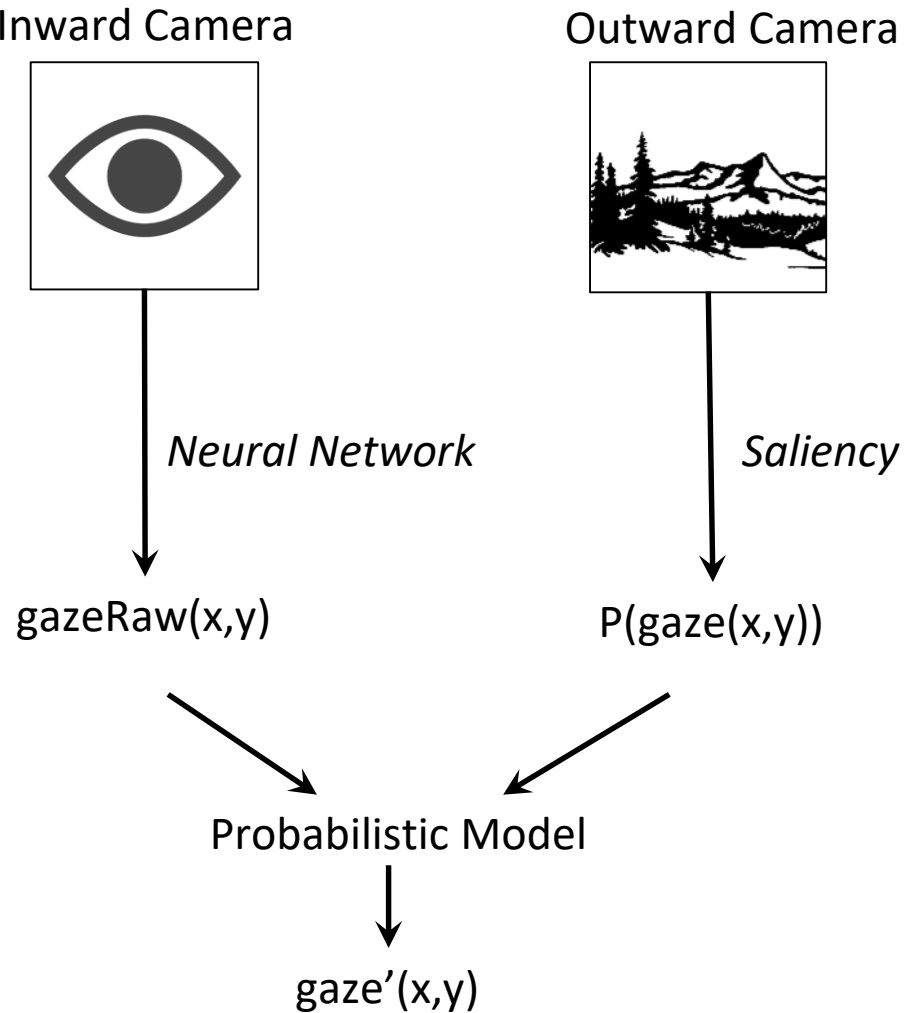 Inward Camera
Outward Camera
Neural Network
Saliency
gazeRaw(x,y)
P(gaze(x,y))
Probabilistic Model
gaze’(x,y)